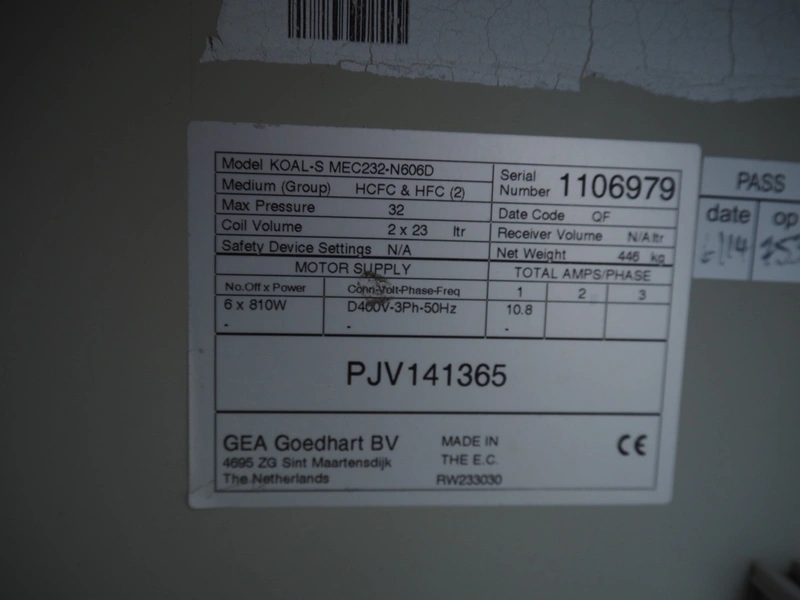 Model KOAL-S MEC232-N606D
Medium (Group) HCFC & HFC (2)
Max Pressure 32
Coil Volume 2 x 23 ltr
Safety Device Settings N/A
Serial Number 1106979
Date Code QF
Receiver Volume N/A ltr
Net Weight 446 kg
MOTOR SUPPLY TOTAL AMPS/PHASE
No.Off x Power Conn-Volt-Phase-Freq 1 2 3
6 x 810W D400V-3Ph-50Hz 10.8
- - -
PJV141365
GEA Goedhart BV
4695 ZG Sint Maartensdijk
The Netherlands
MADE IN
THE E.C.
RW233030
CE
PASS
date op